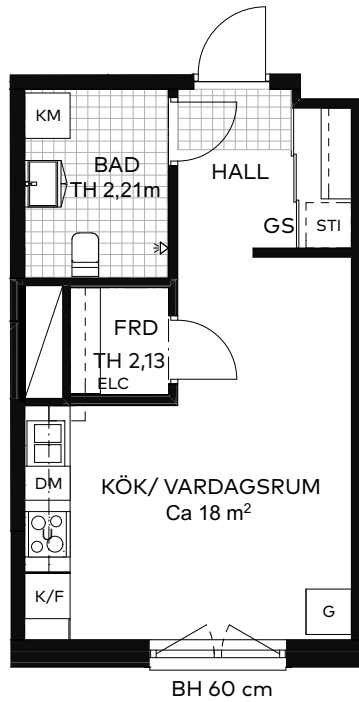 KM
BAD
TH 2,21m
HALL
GS
STI
FRD
TH 2,13
ELC
DM
KÖK/ VARDAGSRUM
Ca 18 m²
U
K/F
G
BH 60 cm